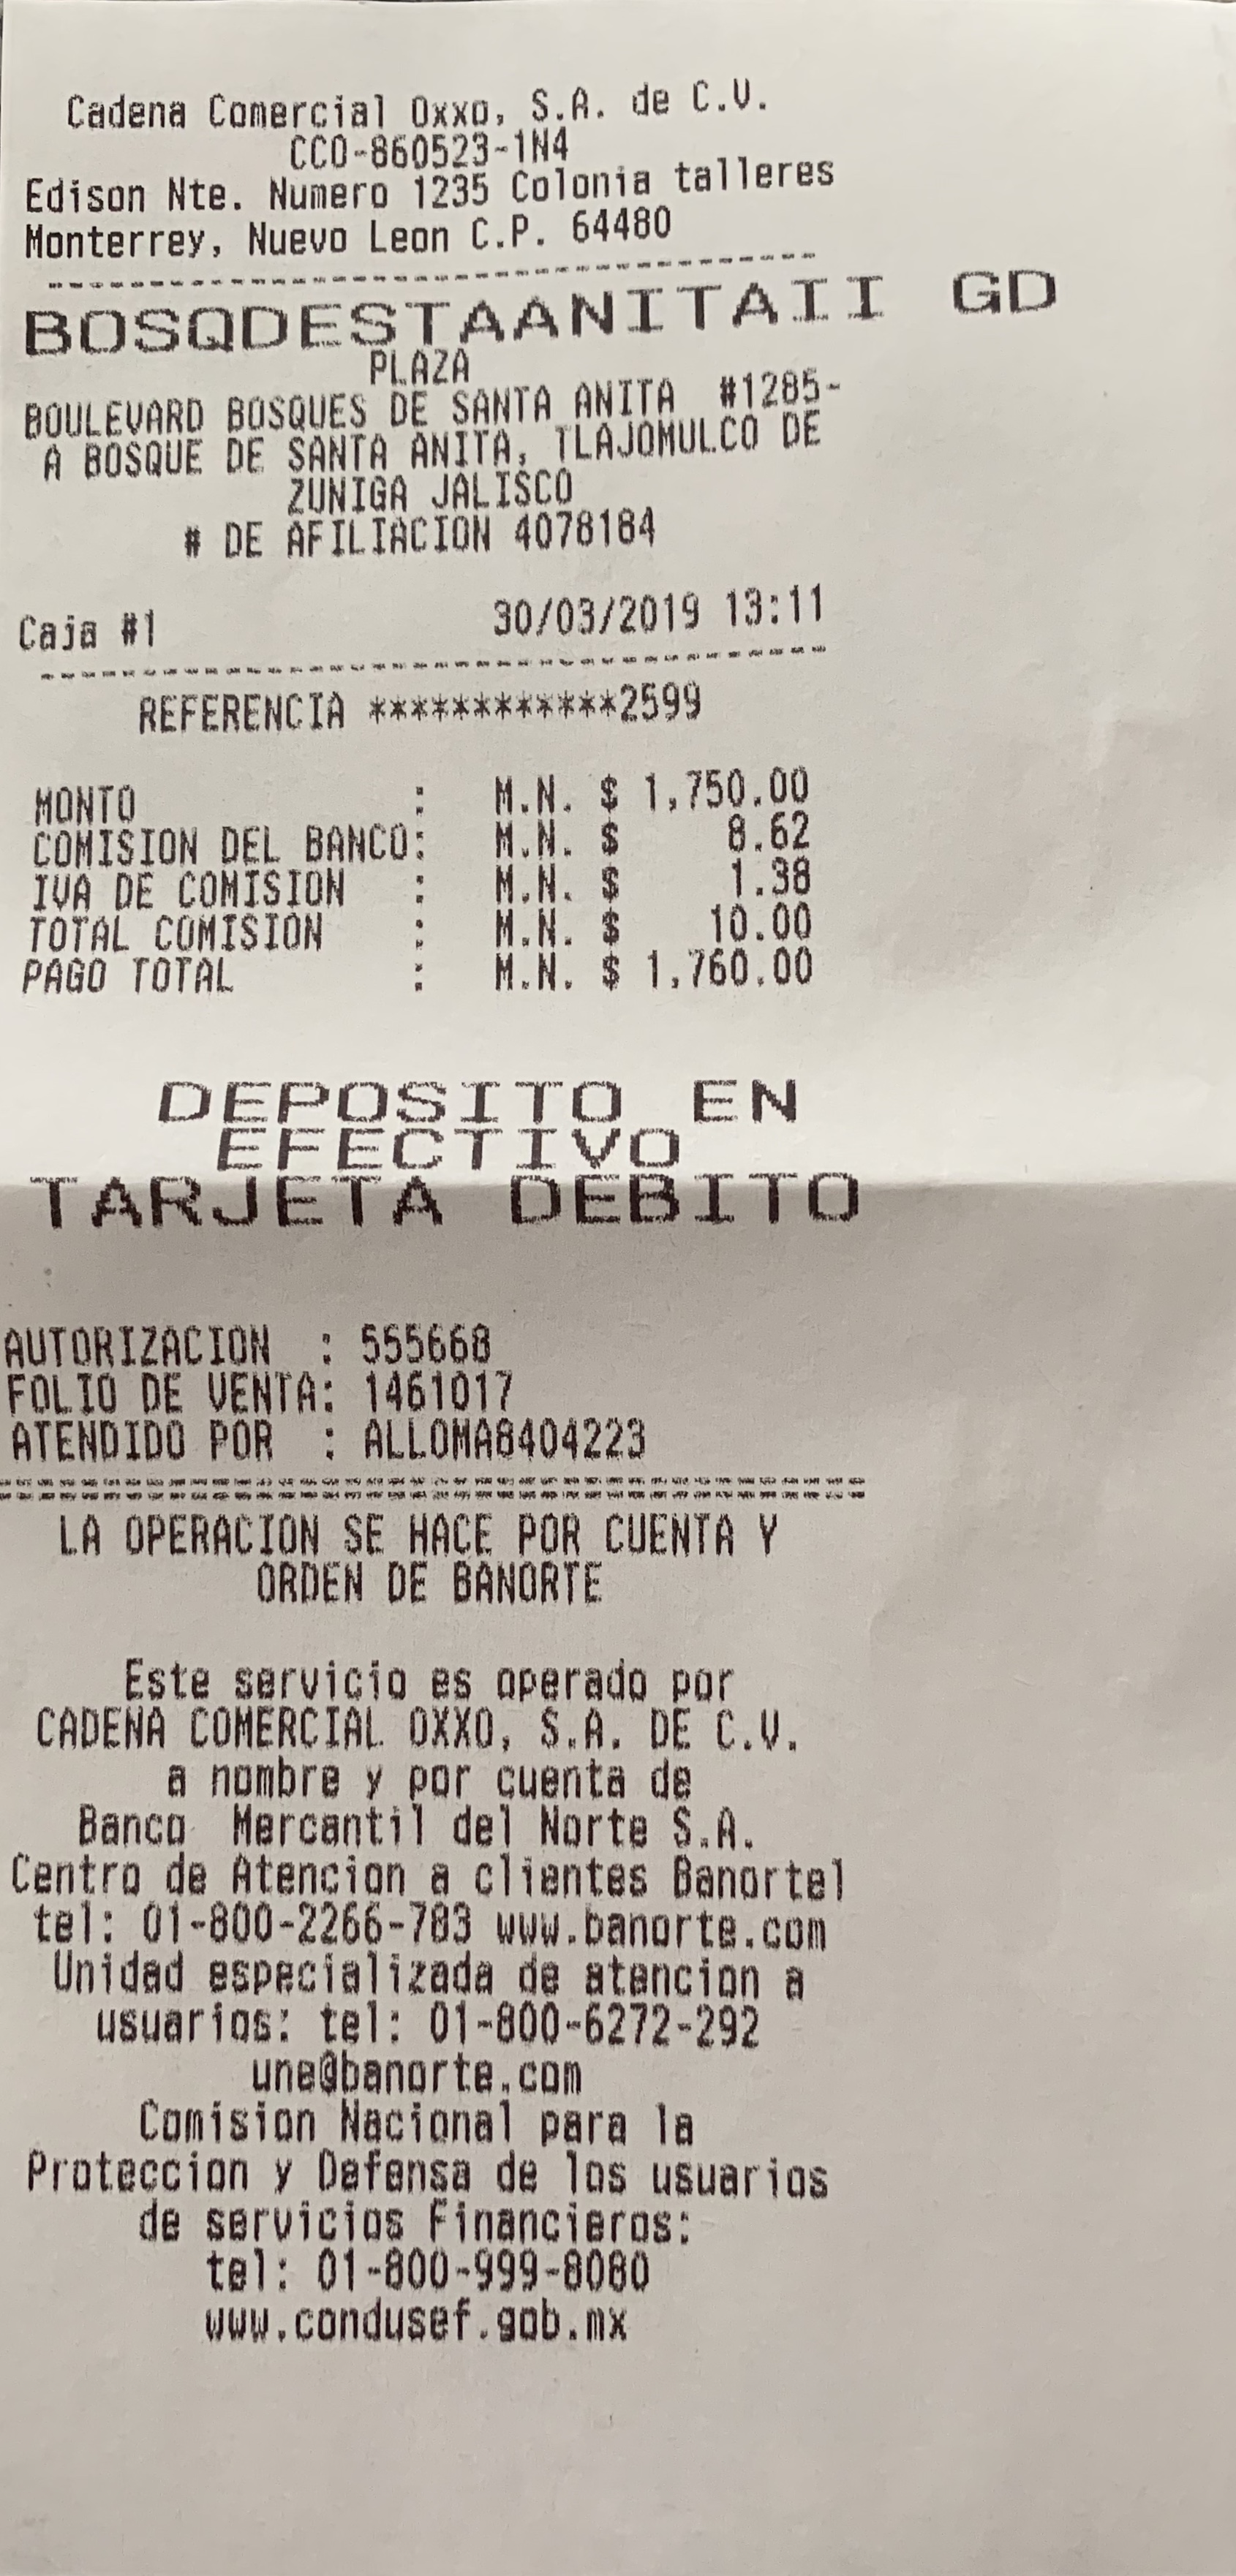 Cadena Comercial Oxxo, S.A. de C.V.
CCO-860523-1N4
Edison Nte. Numero 1235 Colonia talleres
Monterrey, Nuevo Leon C.P. 64480
----------------------------------------
BOSQDESTAANITAII GD
PLAZA
BOULEVARD BOSQUES DE SANTA ANITA #1285-
A BOSQUE DE SANTA ANITA, TLAJOMULCO DE
ZUNIGA JALISCO
# DE AFILIACION 4078184
Caja #1 30/03/2019 13:11
----------------------------------------
REFERENCIA ************2599
MONTO : M.N. $ 1,750.00
COMISION DEL BANCO: M.N. $ 8.62
IVA DE COMISION : M.N. $ 1.38
TOTAL COMISION : M.N. $ 10.00
PAGO TOTAL : M.N. $ 1,760.00
DEPOSITO EN
EFECTIVO
TARJETA DEBITO
AUTORIZACION : 555668
FOLIO DE VENTA: 1461017
ATENDIDO POR : ALLOMA8404223
========================================
LA OPERACION SE HACE POR CUENTA Y
ORDEN DE BANORTE
Este servicio es operado por
CADENA COMERCIAL OXXO, S.A. DE C.V.
a nombre y por cuenta de
Banco Mercantil del Norte S.A.
Centro de Atencion a clientes Banortel
tel: 01-800-2266-783 www.banorte.com
Unidad especializada de atencion a
usuarios: tel: 01-800-6272-292
une@banorte.com
Comision Nacional para la
Proteccion y Defensa de los usuarios
de servicios Financieros:
tel: 01-800-999-8080
www.condusef.gob.mx